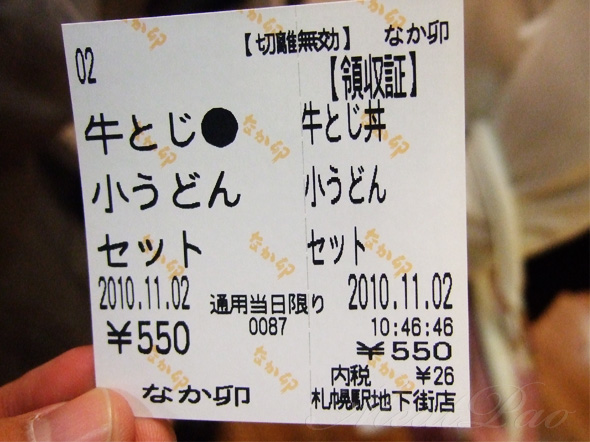 なか卯
【切離無効】
02
【領収証】
牛とじ●
牛とじ丼
小うどん
小うどん
セット
セット
2010.11.02
通用当日限り
2010.11.02
0087
10:46:46
¥550
¥550
内税 ¥26
なか卯
札幌駅地下街店